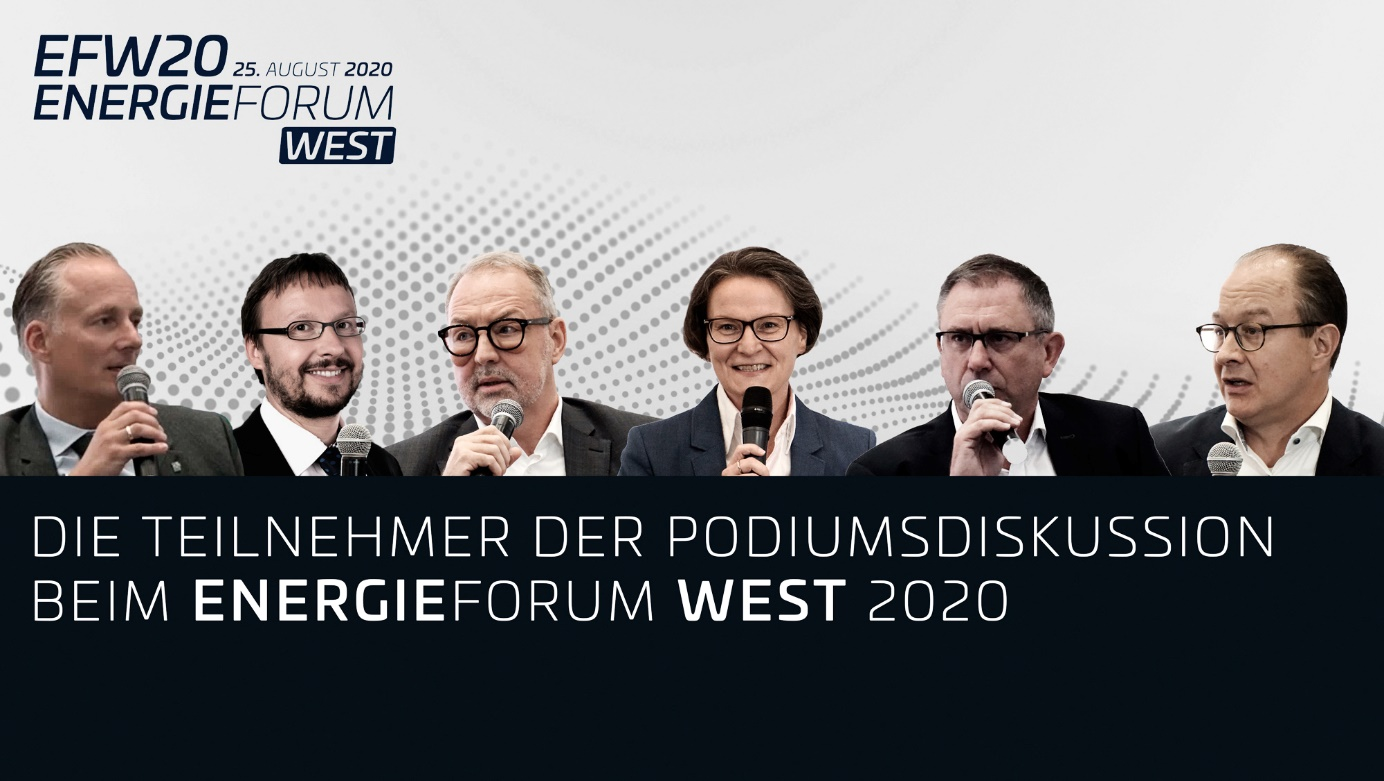 EFW20 25. AUGUST 2020
ENERGIEFORUM
WEST
DIE TEILNEHMER DER PODIUMSDISKUSSION
BEIM ENERGIEFORUM WEST 2020